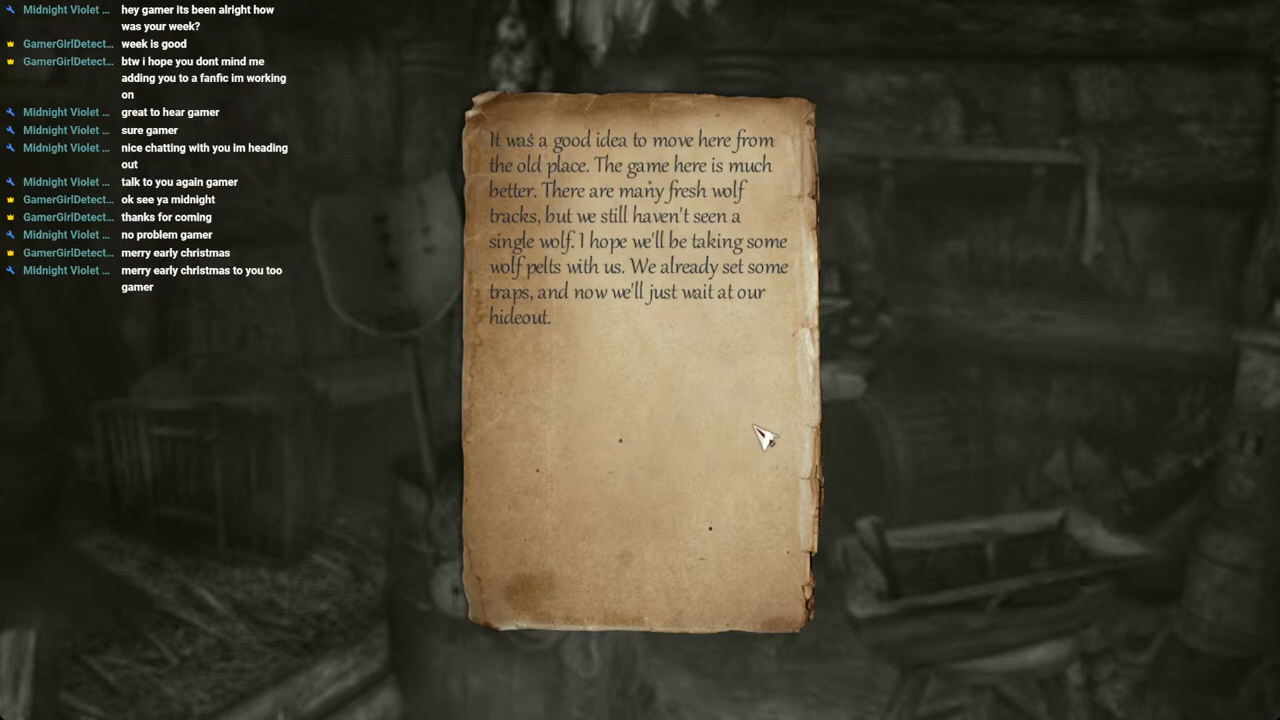 Midnight Violet ... hey gamer its been alright how
was your week?
GamerGirlDetect... week is good
GamerGirlDetect... btw i hope you dont mind me
adding you to a fanfic im working
on
Midnight Violet ... great to hear gamer
Midnight Violet ... sure gamer
Midnight Violet ... nice chatting with you im heading
out
Midnight Violet ... talk to you again gamer
GamerGirlDetect... ok see ya midnight
GamerGirlDetect... thanks for coming
Midnight Violet ... no problem gamer
GamerGirlDetect... merry early christmas
Midnight Violet ... merry early christmas to you too
gamer
It was a good idea to move here from
the old place. The game here is much
better. There are many fresh wolf
tracks, but we still haven't seen a
single wolf. I hope we'll be taking some
wolf pelts with us. We already set some
traps, and now we'll just wait at our
hideout.